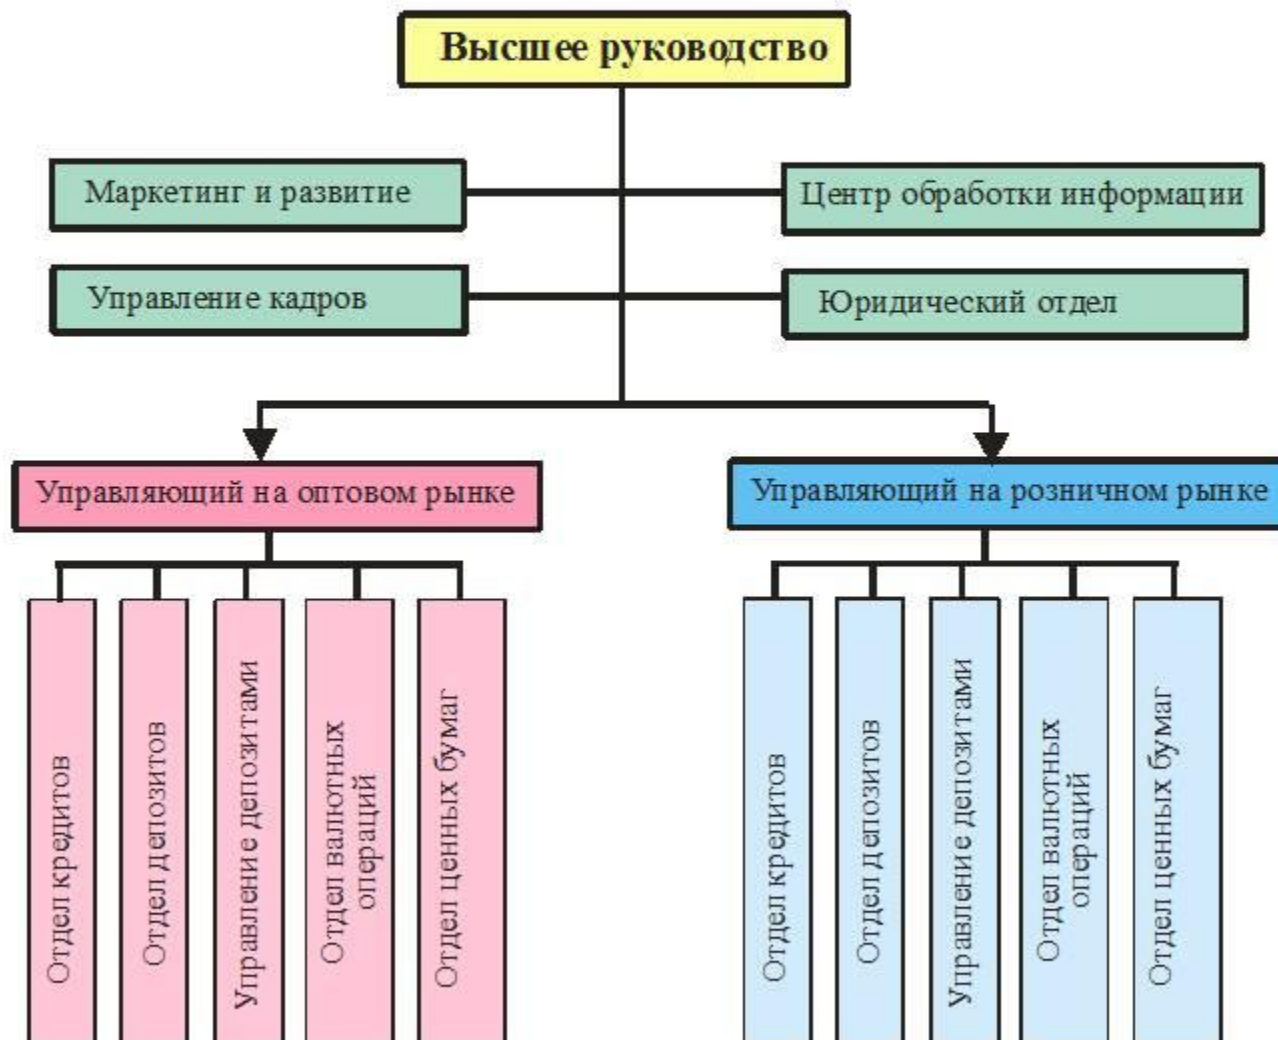 Высшее руководство
Маркетинг и развитие
Центр обработки информации
Управление кадров
Юридический отдел
Управляющий на оптовом рынке
Управляющий на розничном рынке
Отдел кредитов
Отдел депозитов
Управление депозитами
Отдел валютных
операций
Отдел ценных бумаг
Отдел кредитов
Отдел депозитов
Управление депозитами
Отдел валютных
операций
Отдел ценных бумаг